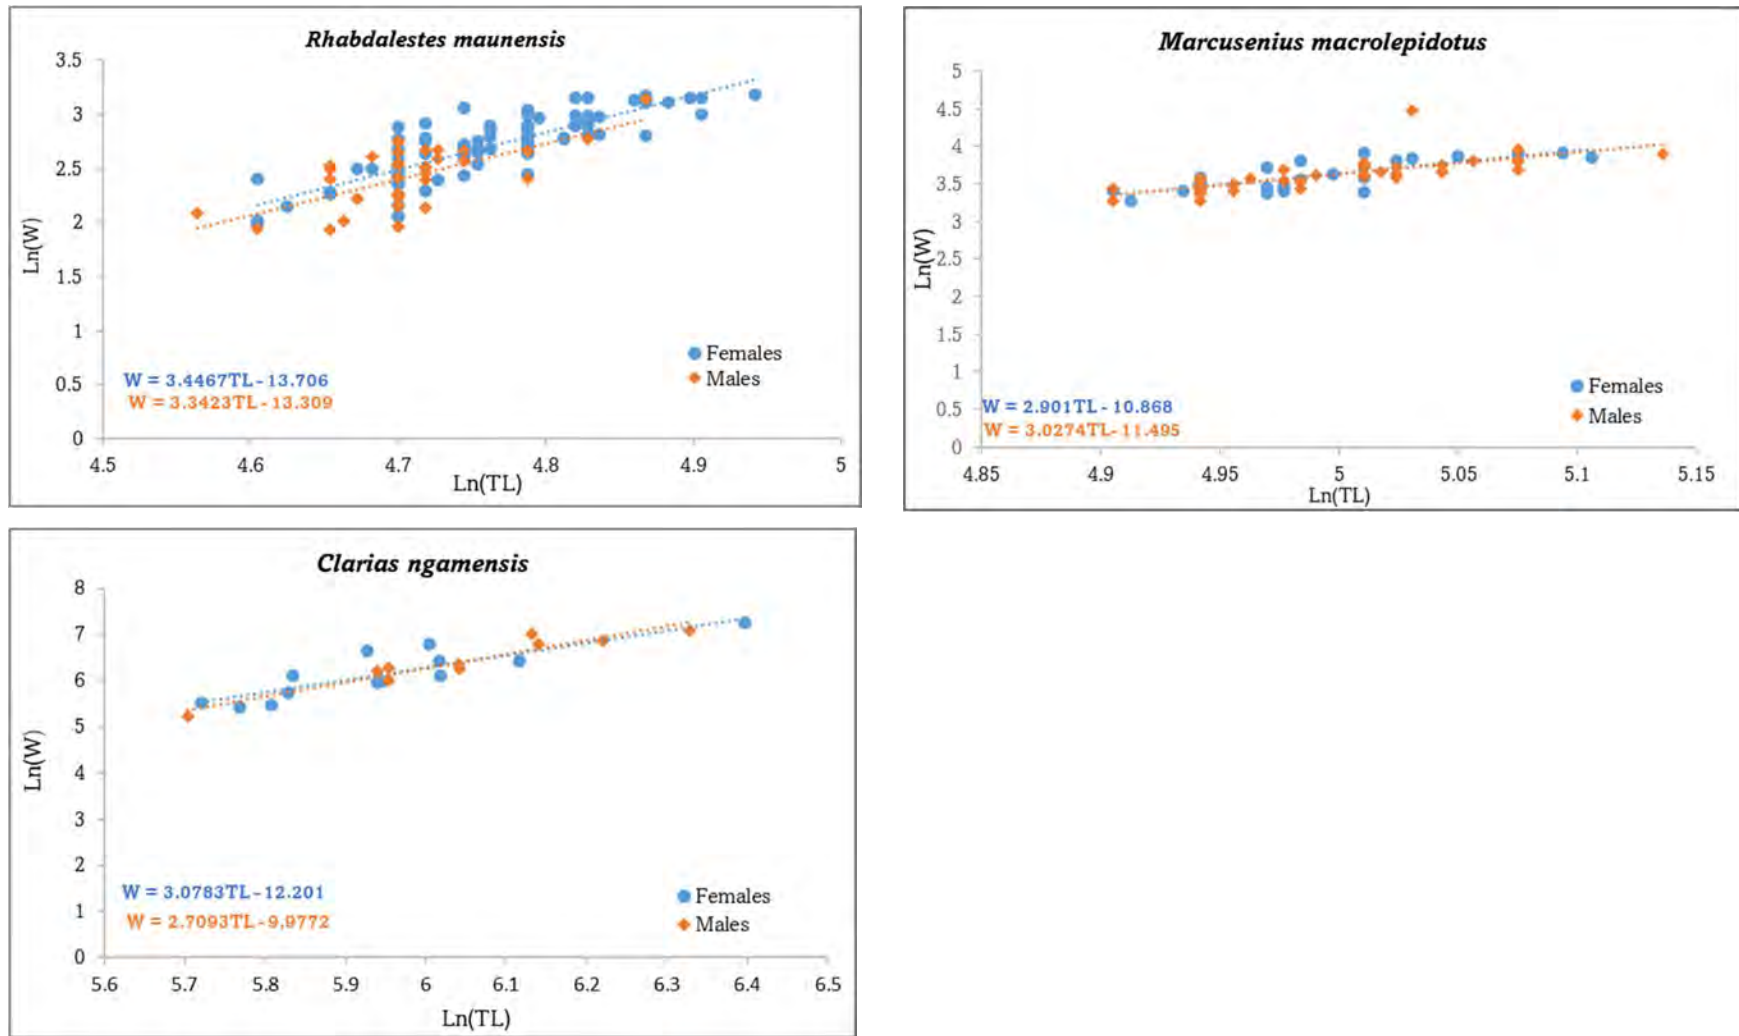 Rhabdalestes maunensis
3.5
3
2.5
2
1.5
1
0.5
0
Ln(W)
4.5 4.6 4.7 4.8 4.9 5
Ln(TL)
Females
Males
W = 3.4467TL - 13.706
W = 3.3423TL - 13.309
Marcusenius macrolepidotus
5
4.5
4
3.5
3
2.5
2
1.5
1
0.5
0
Ln(W)
4.85 4.9 4.95 5 5.05 5.1 5.15
Ln(TL)
Females
Males
W = 2.901TL - 10.868
W = 3.0274TL - 11.495
Clarias ngamensis
8
7
6
5
4
3
2
1
0
Ln(W)
5.6 5.7 5.8 5.9 6 6.1 6.2 6.3 6.4 6.5
Ln(TL)
Females
Males
W = 3.0783TL - 12.201
W = 2.7093TL - 9,9772